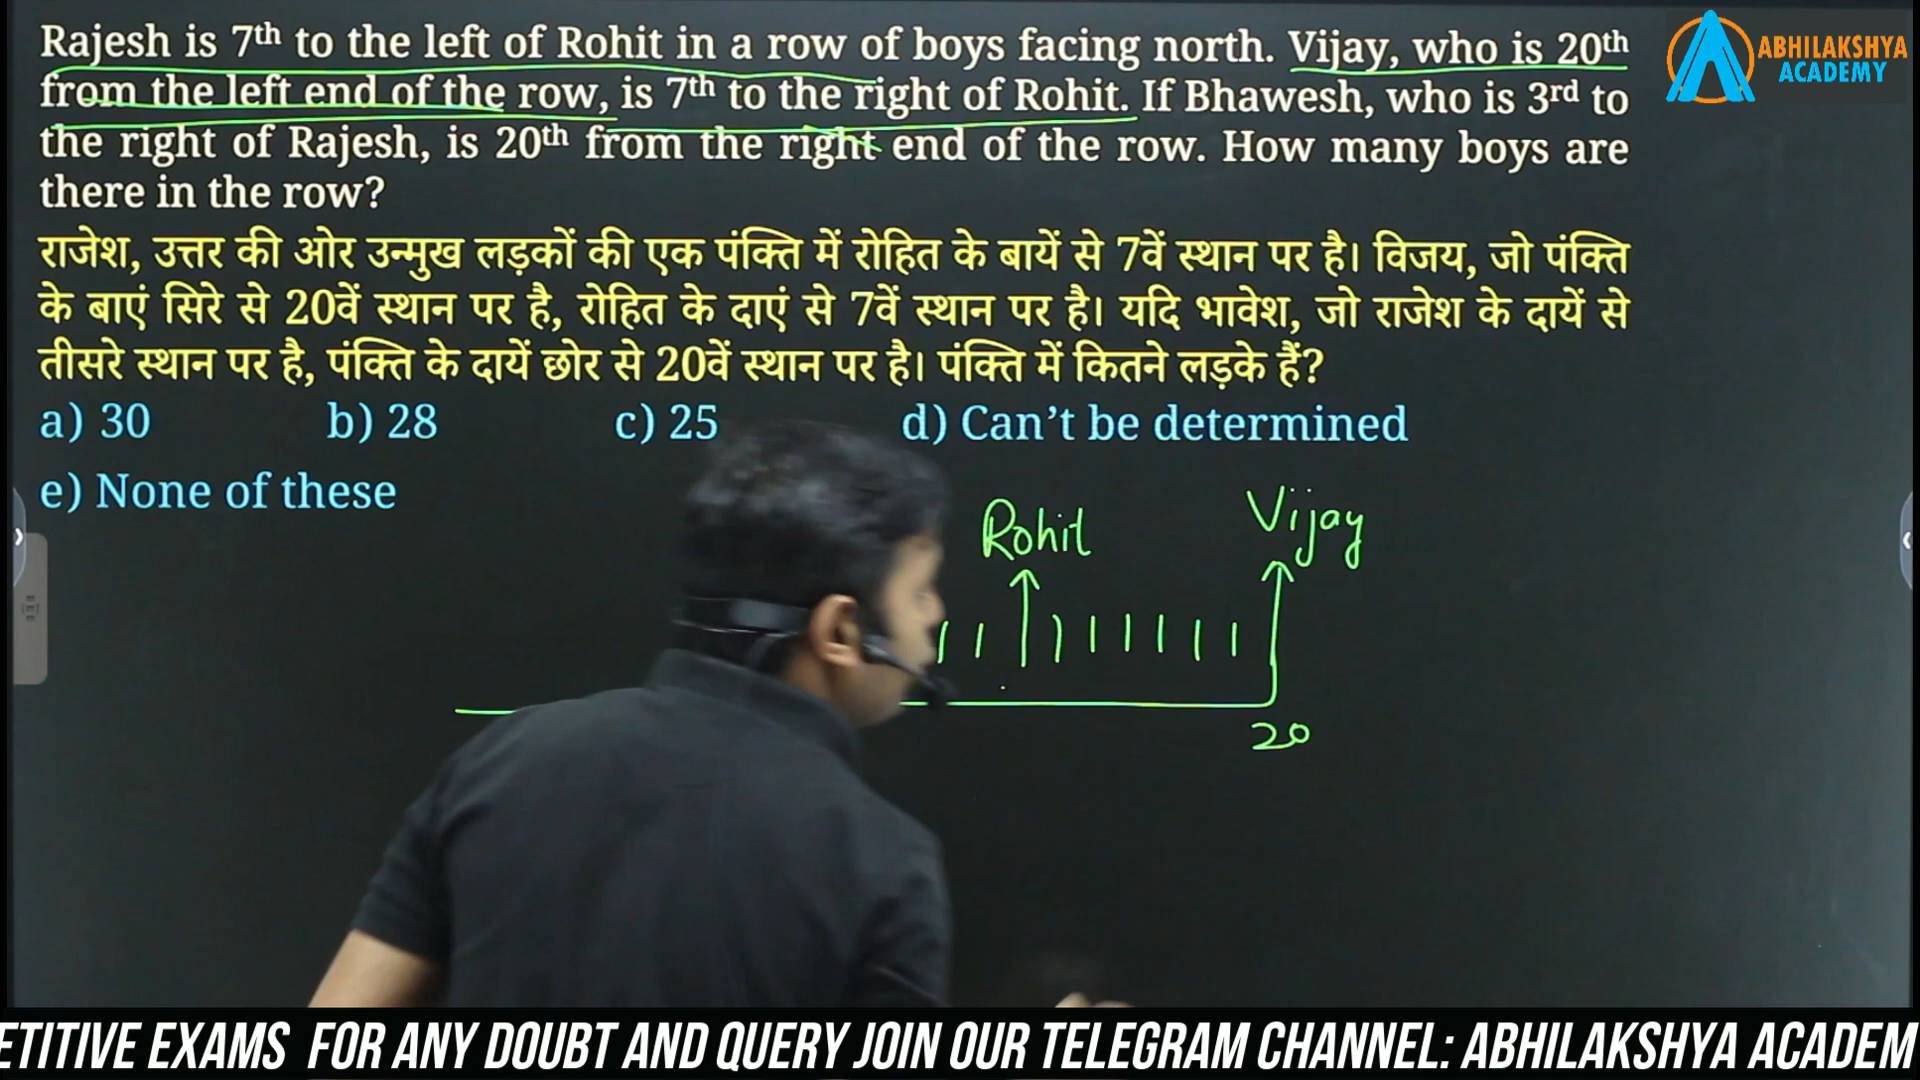 Rajesh is 7th to the left of Rohit in a row of boys facing north. Vijay, who is 20th
from the left end of the row, is 7th to the right of Rohit. If Bhawesh, who is 3rd to
the right of Rajesh, is 20th from the right end of the row. How many boys are
there in the row?
राजेश, उत्तर की ओर उन्मुख लड़कों की एक पंक्ति में रोहित के बायें से 7वें स्थान पर है। विजय, जो पंक्ति
के बाएं सिरे से 20वें स्थान पर है, रोहित के दाएं से 7वें स्थान पर है। यदि भावेश, जो राजेश के दायें से
तीसरे स्थान पर है, पंक्ति के दायें छोर से 20वें स्थान पर है। पंक्ति में कितने लड़के हैं?
a) 30 b) 28 c) 25 d) Can’t be determined
e) None of these
ABHILAKSHYA
ACADEMY
Rohit Vijay
20
ETITIVE EXAMS FOR ANY DOUBT AND QUERY JOIN OUR TELEGRAM CHANNEL: ABHILAKSHYA ACADEM